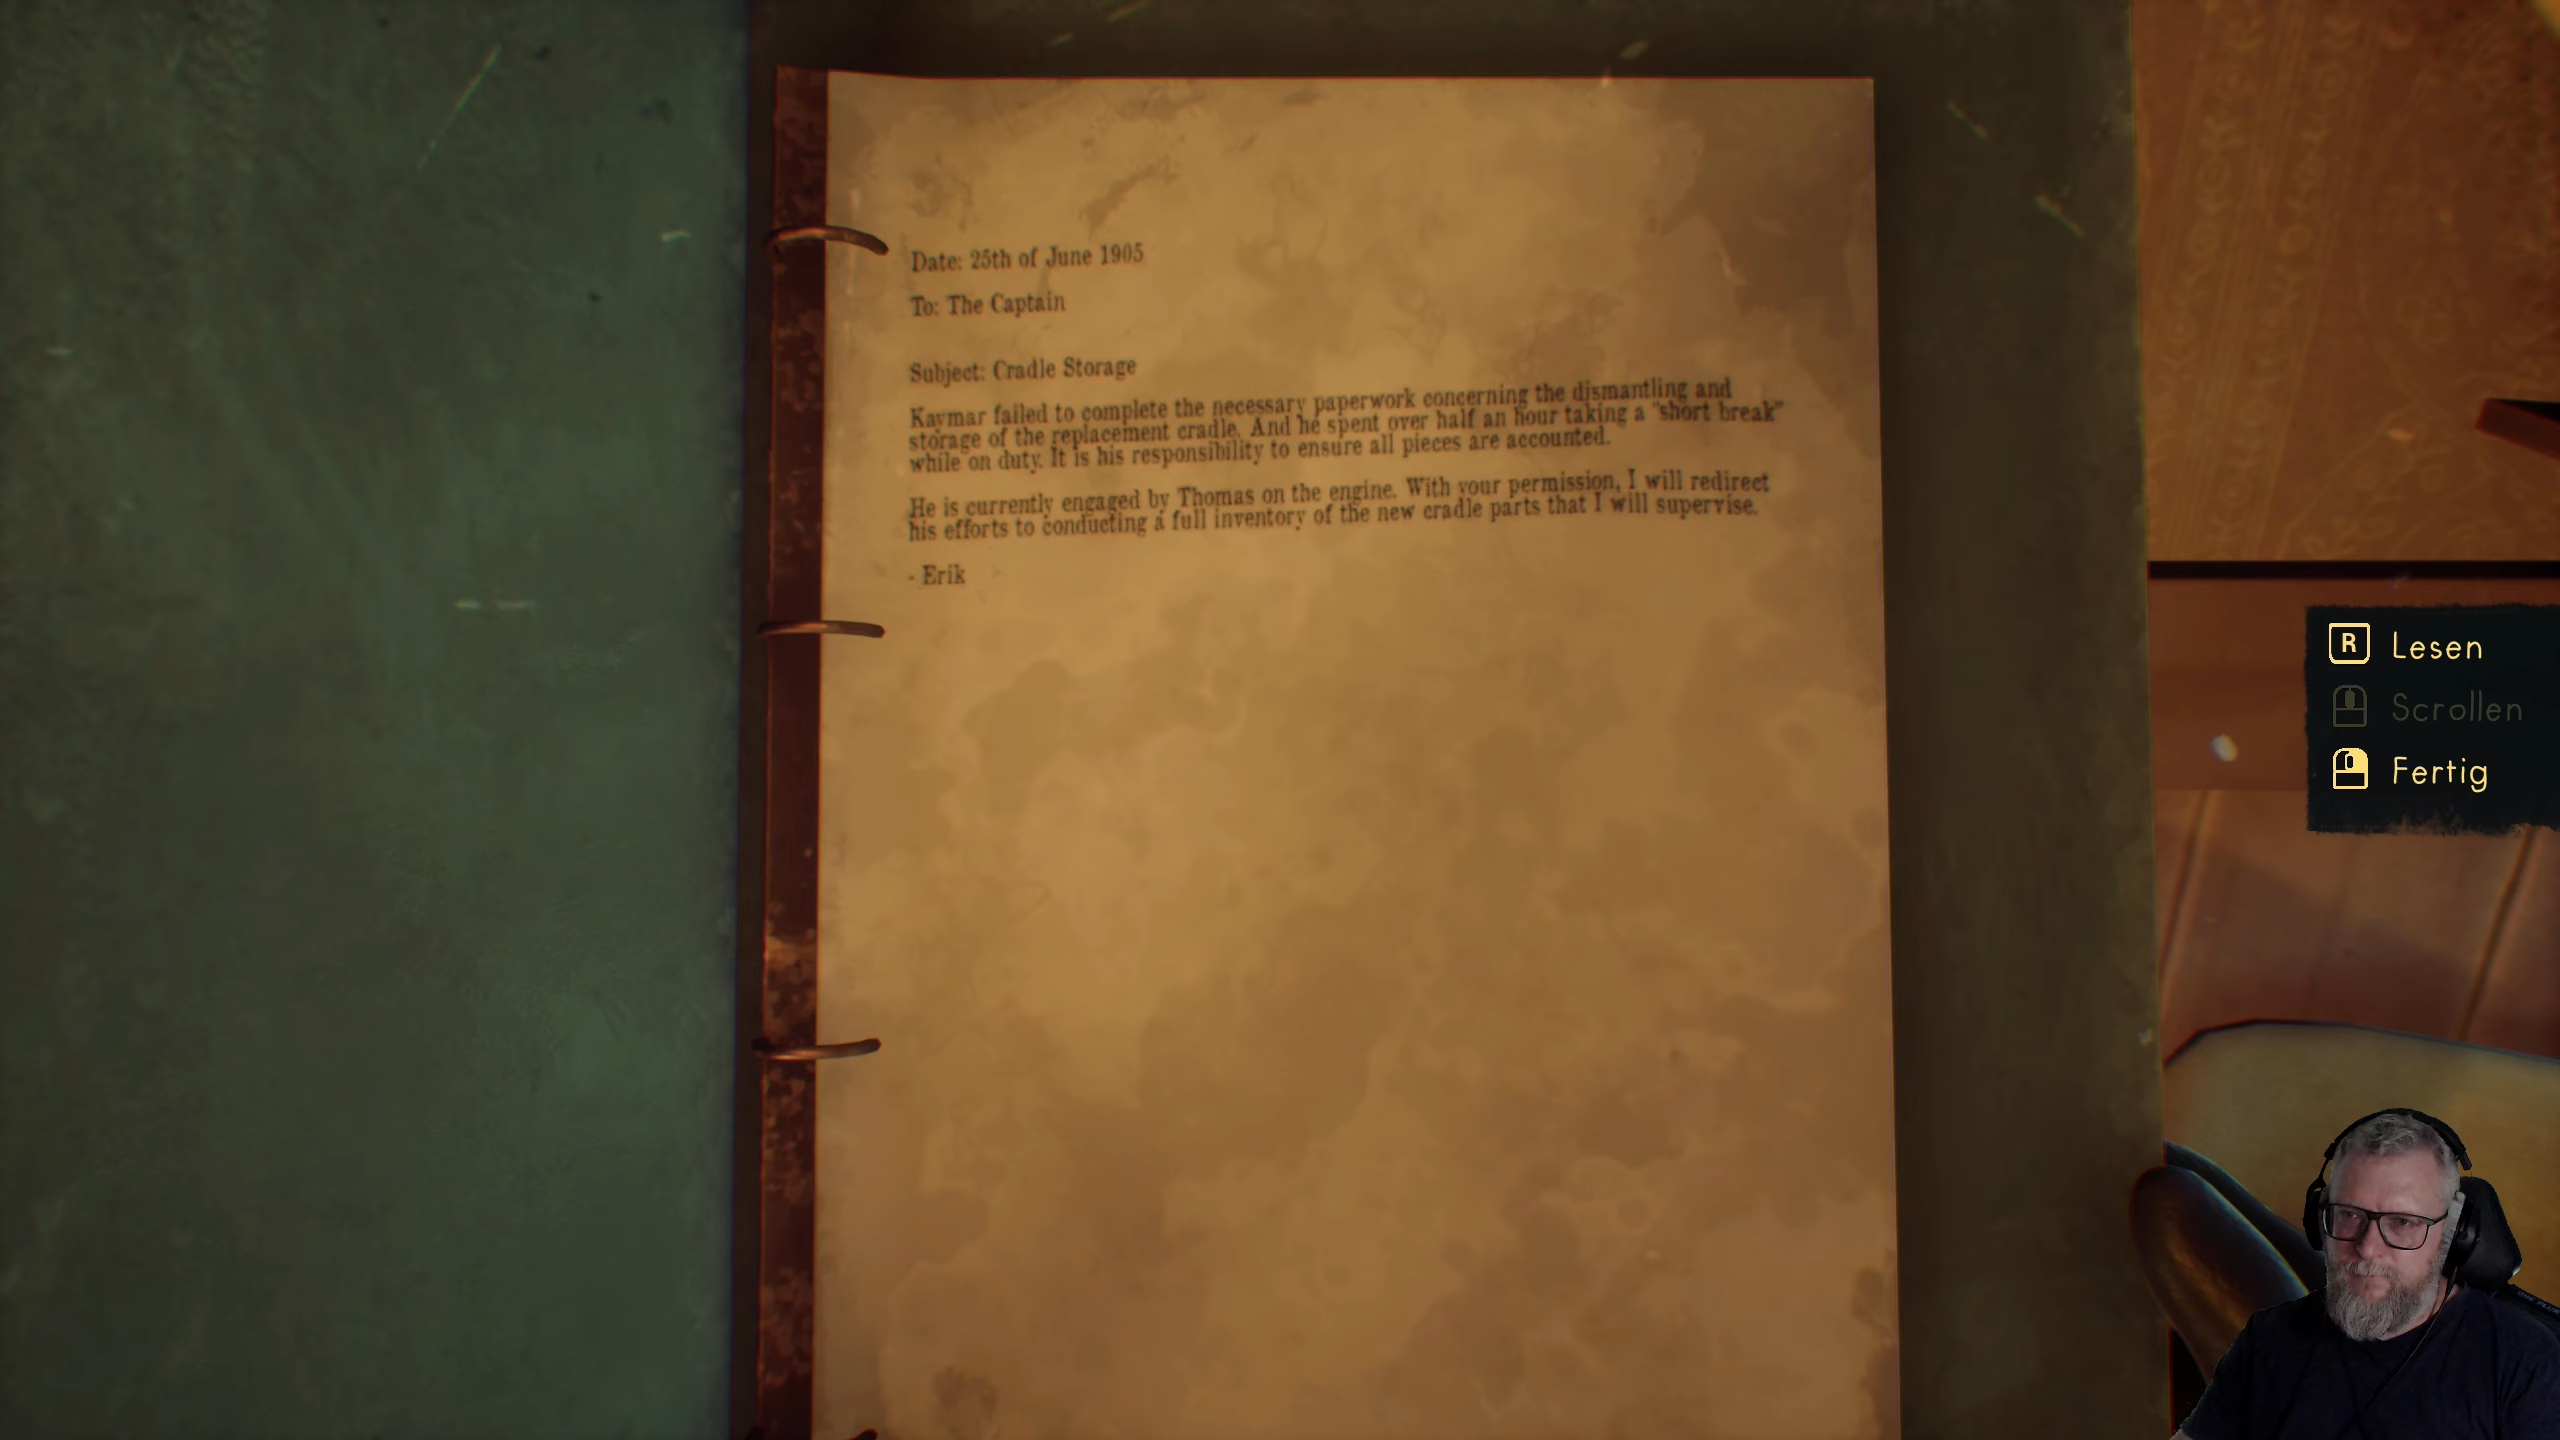 Date: 25th of June 1905
To: The Captain
Subject: Cradle Storage
Kaymar failed to complete the necessary paperwork concerning the dismantling and
storage of the replacement cradle. And he spent over half an hour taking a "short break"
while on duty. It is his responsibility to ensure all pieces are accounted.
He is currently engaged by Thomas on the engine. With your permission, I will redirect
his efforts to conducting a full inventory of the new cradle parts that I will supervise.
- Erik
R Lesen
Scrollen
Fertig